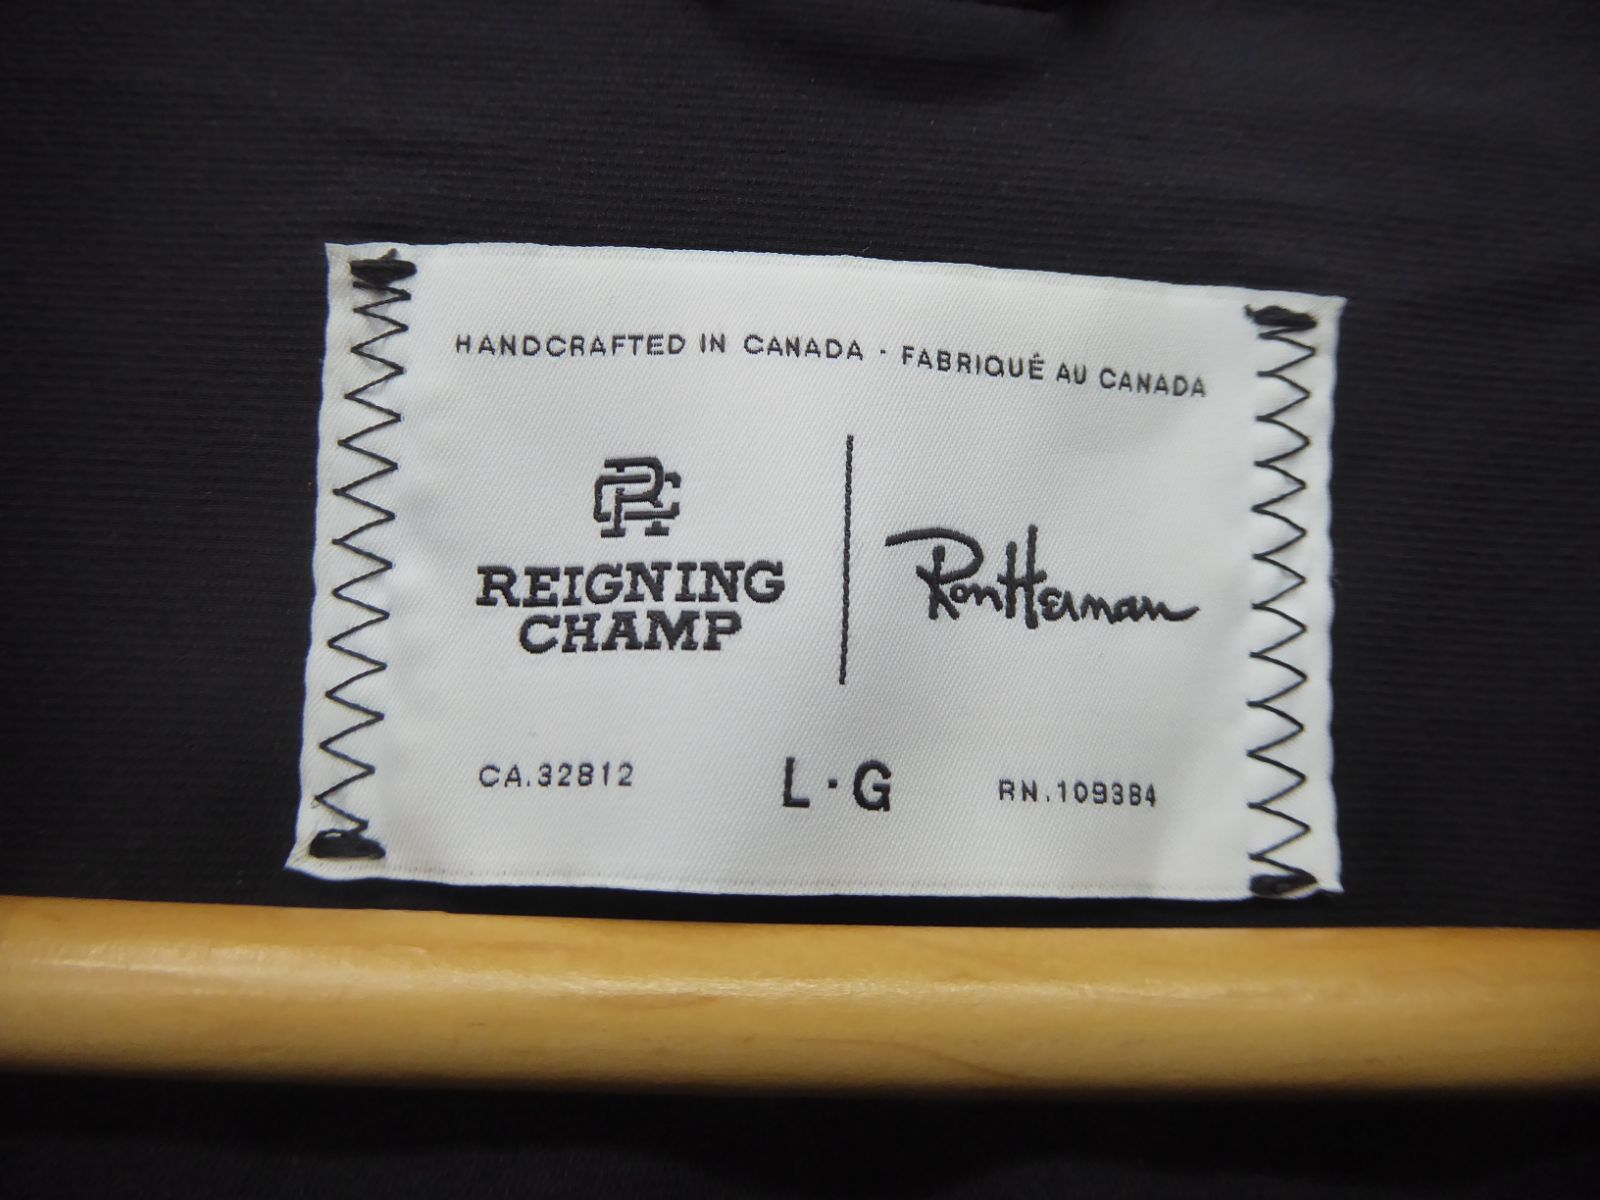 HANDCRAFTED IN CANADA · FABRIQUÉ AU CANADA
RC
REIGNING
CHAMP
Ron Herman
CA.32812
L·G
RN.109384